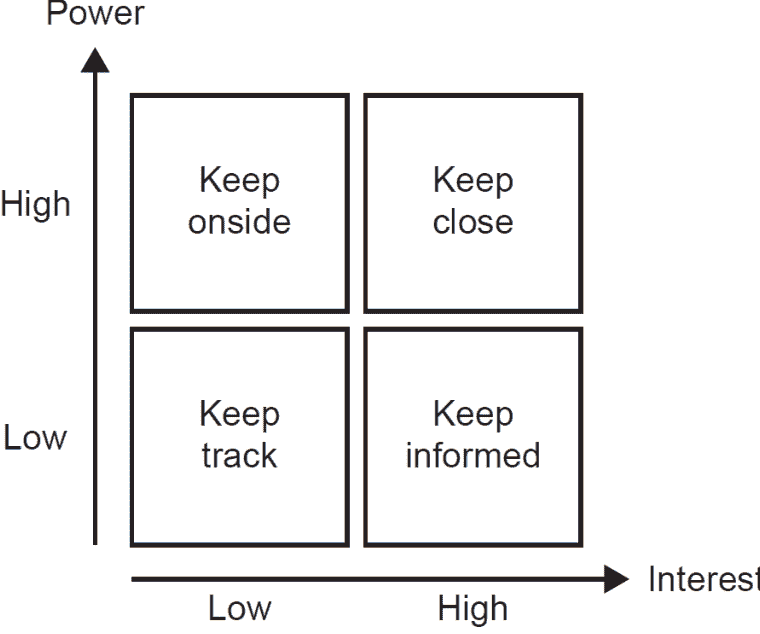 Power
High
Keep
onside
Keep
close
Low
Keep
track
Keep
informed
Interest
Low
High